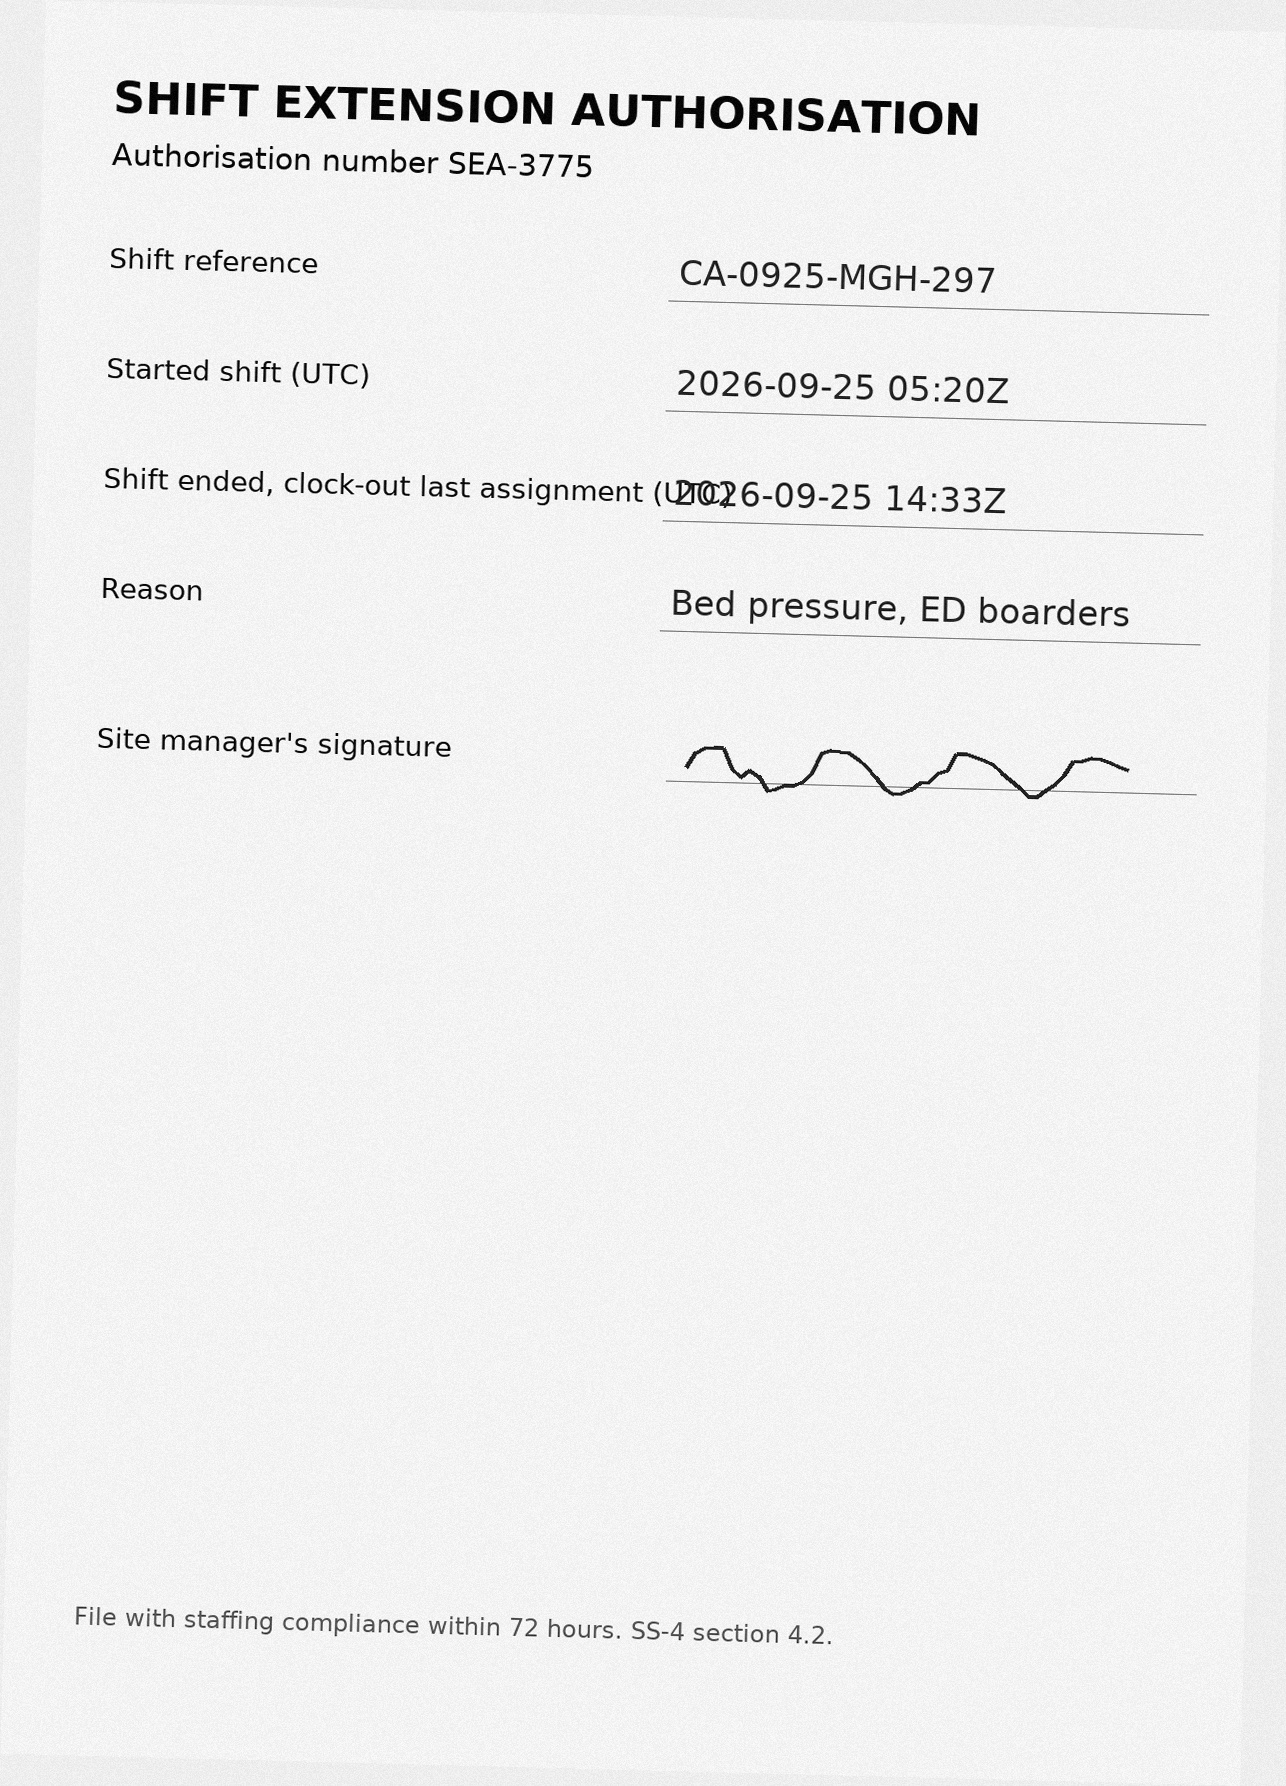 SHIFT EXTENSION AUTHORISATION
Authorisation number SEA-3775
Shift reference CA-0925-MGH-297
Started shift (UTC) 2026-09-25 05:20Z
Shift ended, clock-out last assignment (UTC) 2026-09-25 14:33Z
Reason Bed pressure, ED boarders
Site manager's signature
File with staffing compliance within 72 hours. SS-4 section 4.2.